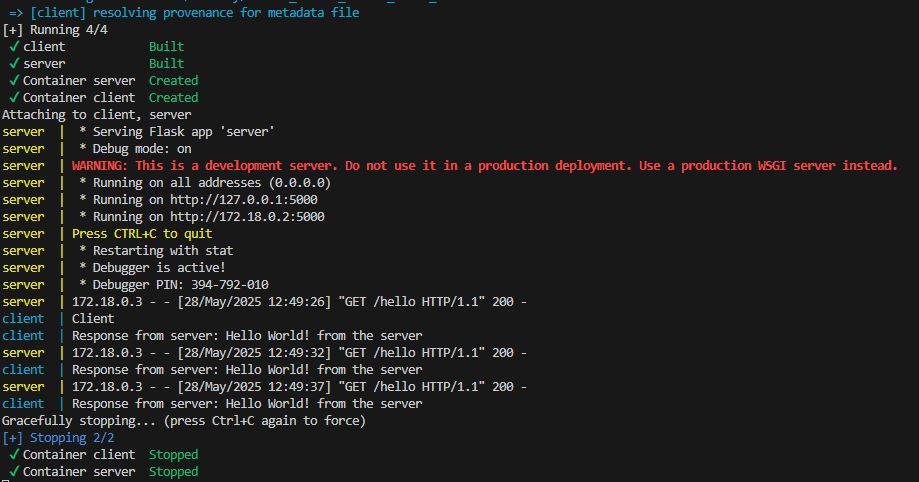 => [client] resolving provenance for metadata file
[+] Running 4/4
✓ client Built
✓ server Built
✓ Container server Created
✓ Container client Created
Attaching to client, server
server | * Serving Flask app 'server'
server | * Debug mode: on
server | WARNING: This is a development server. Do not use it in a production deployment. Use a production WSGI server instead.
server | * Running on all addresses (0.0.0.0)
server | * Running on http://127.0.0.1:5000
server | * Running on http://172.18.0.2:5000
server | Press CTRL+C to quit
server | * Restarting with stat
server | * Debugger is active!
server | * Debugger PIN: 394-792-010
server | 172.18.0.3 - - [28/May/2025 12:49:26] "GET /hello HTTP/1.1" 200 -
client | Client
client | Response from server: Hello World! from the server
server | 172.18.0.3 - - [28/May/2025 12:49:32] "GET /hello HTTP/1.1" 200 -
client | Response from server: Hello World! from the server
server | 172.18.0.3 - - [28/May/2025 12:49:37] "GET /hello HTTP/1.1" 200 -
client | Response from server: Hello World! from the server
Gracefully stopping... (press Ctrl+C again to force)
[+] Stopping 2/2
✓ Container client Stopped
✓ Container server Stopped